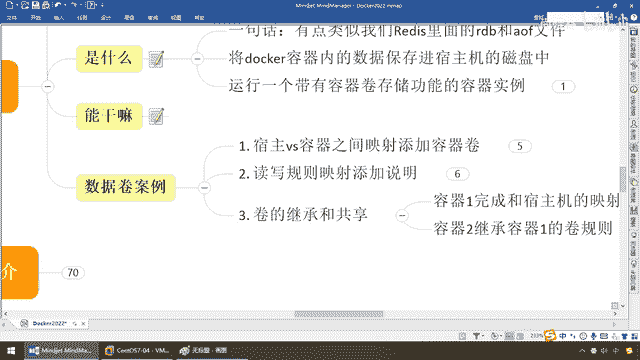 Mindjet MindManager - Docker2022.mmap
一句话：有点类似我们Redis里面的rdb和aof文件
是什么
将docker容器内的数据保存进宿主机的磁盘中
运行一个带有容器卷存储功能的容器实例
1
能干嘛
1. 宿主vs容器之间映射添加容器卷
5
数据卷案例
2. 读写规则映射添加说明
6
3. 卷的继承和共享
容器1完成和宿主机的映射
容器2继承容器1的卷规则
介
70
Docker2022*
233%
Mindjet MindMana...
CentOS7-04 - VM...
无标题 - 画图